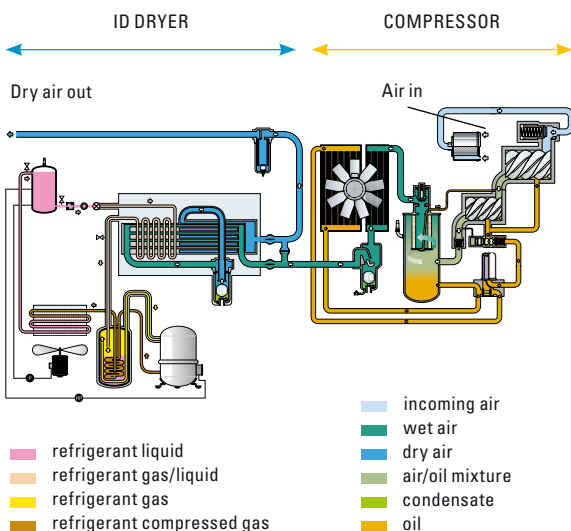 ID DRYER
COMPRESSOR
Dry air out
Air in
refrigerant liquid
refrigerant gas/liquid
refrigerant gas
refrigerant compressed gas
incoming air
wet air
dry air
air/oil mixture
condensate
oil